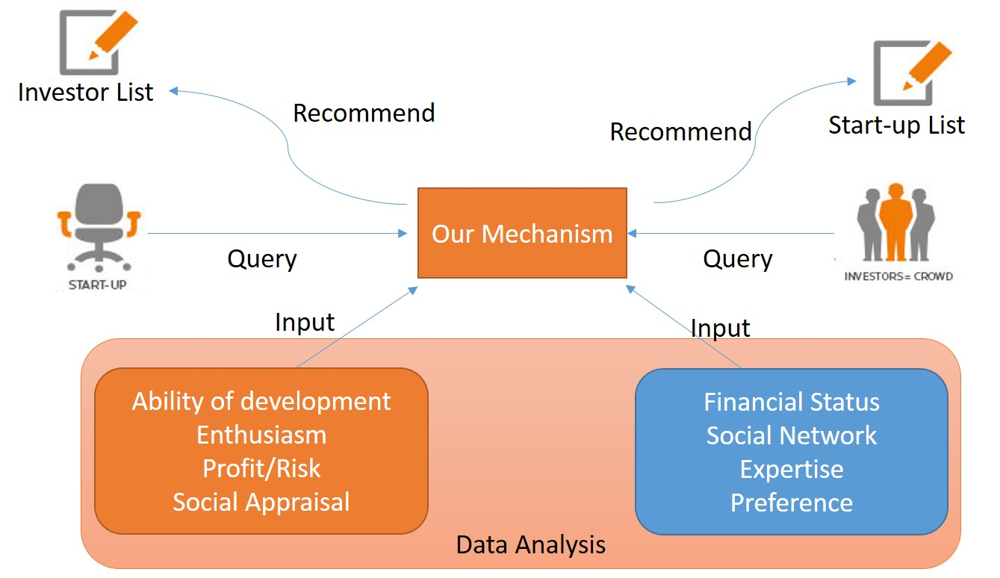 Investor List
Recommend
Recommend
Start-up List
Our Mechanism
Query
Query
START-UP
INVESTORS= CROWD
Input
Input
Ability of development
Enthusiasm
Profit/Risk
Social Appraisal
Financial Status
Social Network
Expertise
Preference
Data Analysis